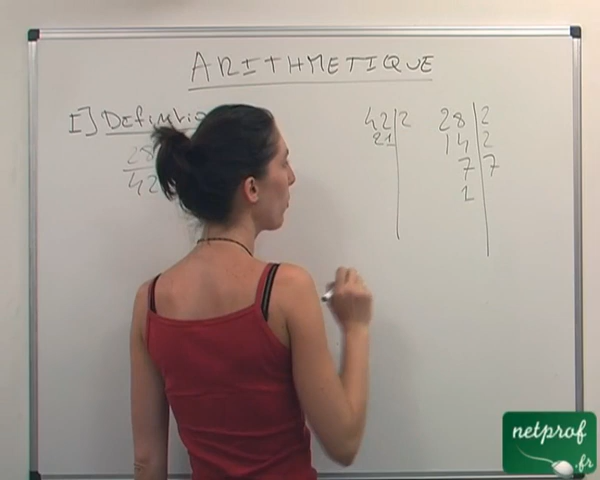 ARITHMETIQUE
I] Définitio
28
42
42 | 2
21
28 | 2
14 | 2
7 | 7
1
netprof
.fr